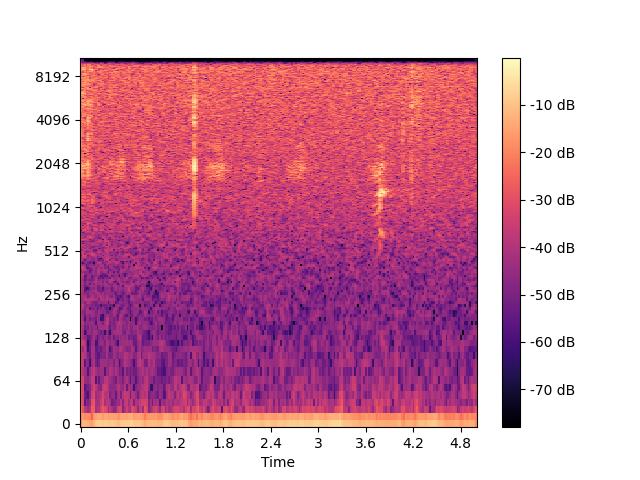 8192
4096
2048
1024
512
256
128
64
0
Hz
0 0.6 1.2 1.8 2.4 3 3.6 4.2 4.8
Time
-10 dB
-20 dB
-30 dB
-40 dB
-50 dB
-60 dB
-70 dB